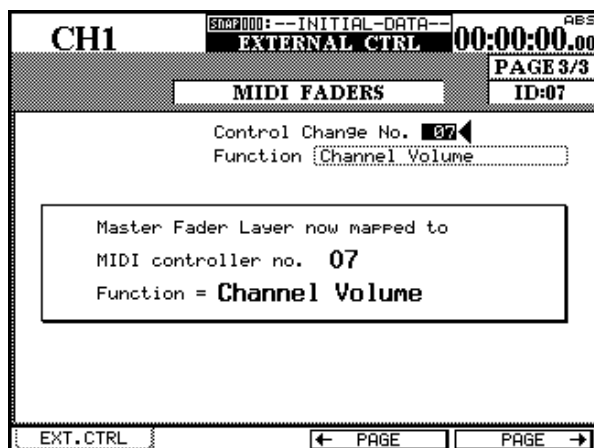 CH1
SNAP000:--INITIAL-DATA--
EXTERNAL CTRL
ABS
00:00:00.00
PAGE 3/3
MIDI FADERS
ID:07
Control Change No. 07
Function Channel Volume
Master Fader Layer now mapped to
MIDI controller no. 07
Function = Channel Volume
EXT.CTRL
← PAGE
PAGE →